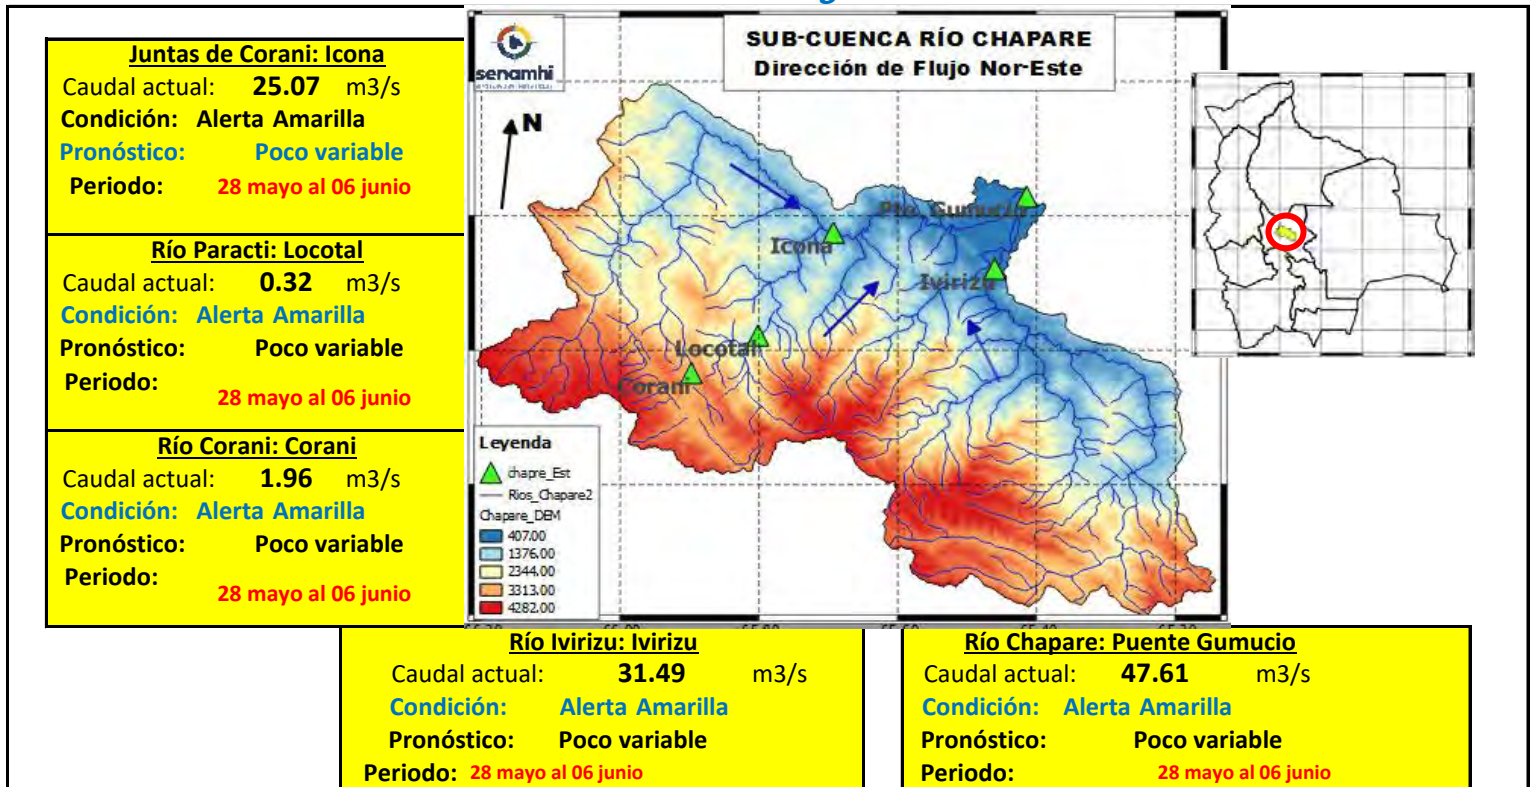 Juntas de Corani: Icona
Caudal actual: 25.07 m3/s
Condición: Alerta Amarilla
Pronóstico: Poco variable
Periodo: 28 mayo al 06 junio
Río Paracti: Locotal
Caudal actual: 0.32 m3/s
Condición: Alerta Amarilla
Pronóstico: Poco variable
Periodo:
28 mayo al 06 junio
Río Corani: Corani
Caudal actual: 1.96 m3/s
Condición: Alerta Amarilla
Pronóstico: Poco variable
Periodo:
28 mayo al 06 junio
senamhi
SUB-CUENCA RÍO CHAPARE
Dirección de Flujo Nor-Este
N
Pto. Gumucio
Icona
Ivirizu
Locotal
Corani
Leyenda
chapre_Est
Rios_Chapare2
Chapare_DEM
407.00
1376.00
2344.00
3313.00
4282.00
Río Ivirizu: Ivirizu
Caudal actual: 31.49 m3/s
Condición: Alerta Amarilla
Pronóstico: Poco variable
Periodo: 28 mayo al 06 junio
Río Chapare: Puente Gumucio
Caudal actual: 47.61 m3/s
Condición: Alerta Amarilla
Pronóstico: Poco variable
Periodo: 28 mayo al 06 junio